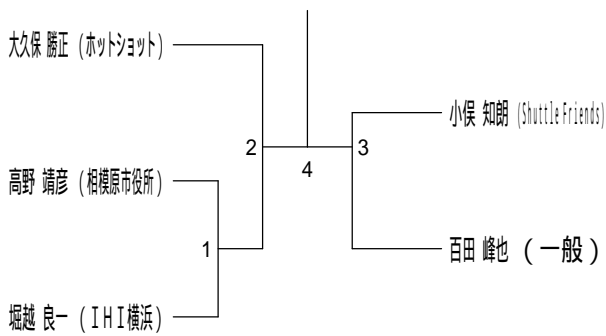 大久保 勝正 (ホットショット)
小俣 知朗 (Shuttle Friends)
2
3
4
高野 靖彦 (相模原市役所)
1
百田 峰也 (一般)
堀越 良一 (IHI横浜)